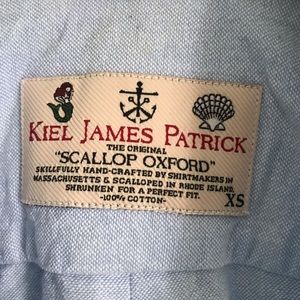 KIEL JAMES PATRICK
THE ORIGINAL
"SCALLOP OXFORD"
SKILLFULLY HAND-CRAFTED BY SHIRTMAKERS IN
MASSACHUSETTS & SCALLOPED IN RHODE ISLAND.
SHRUNKEN FOR A PERFECT FIT.
-100% COTTON-
XS